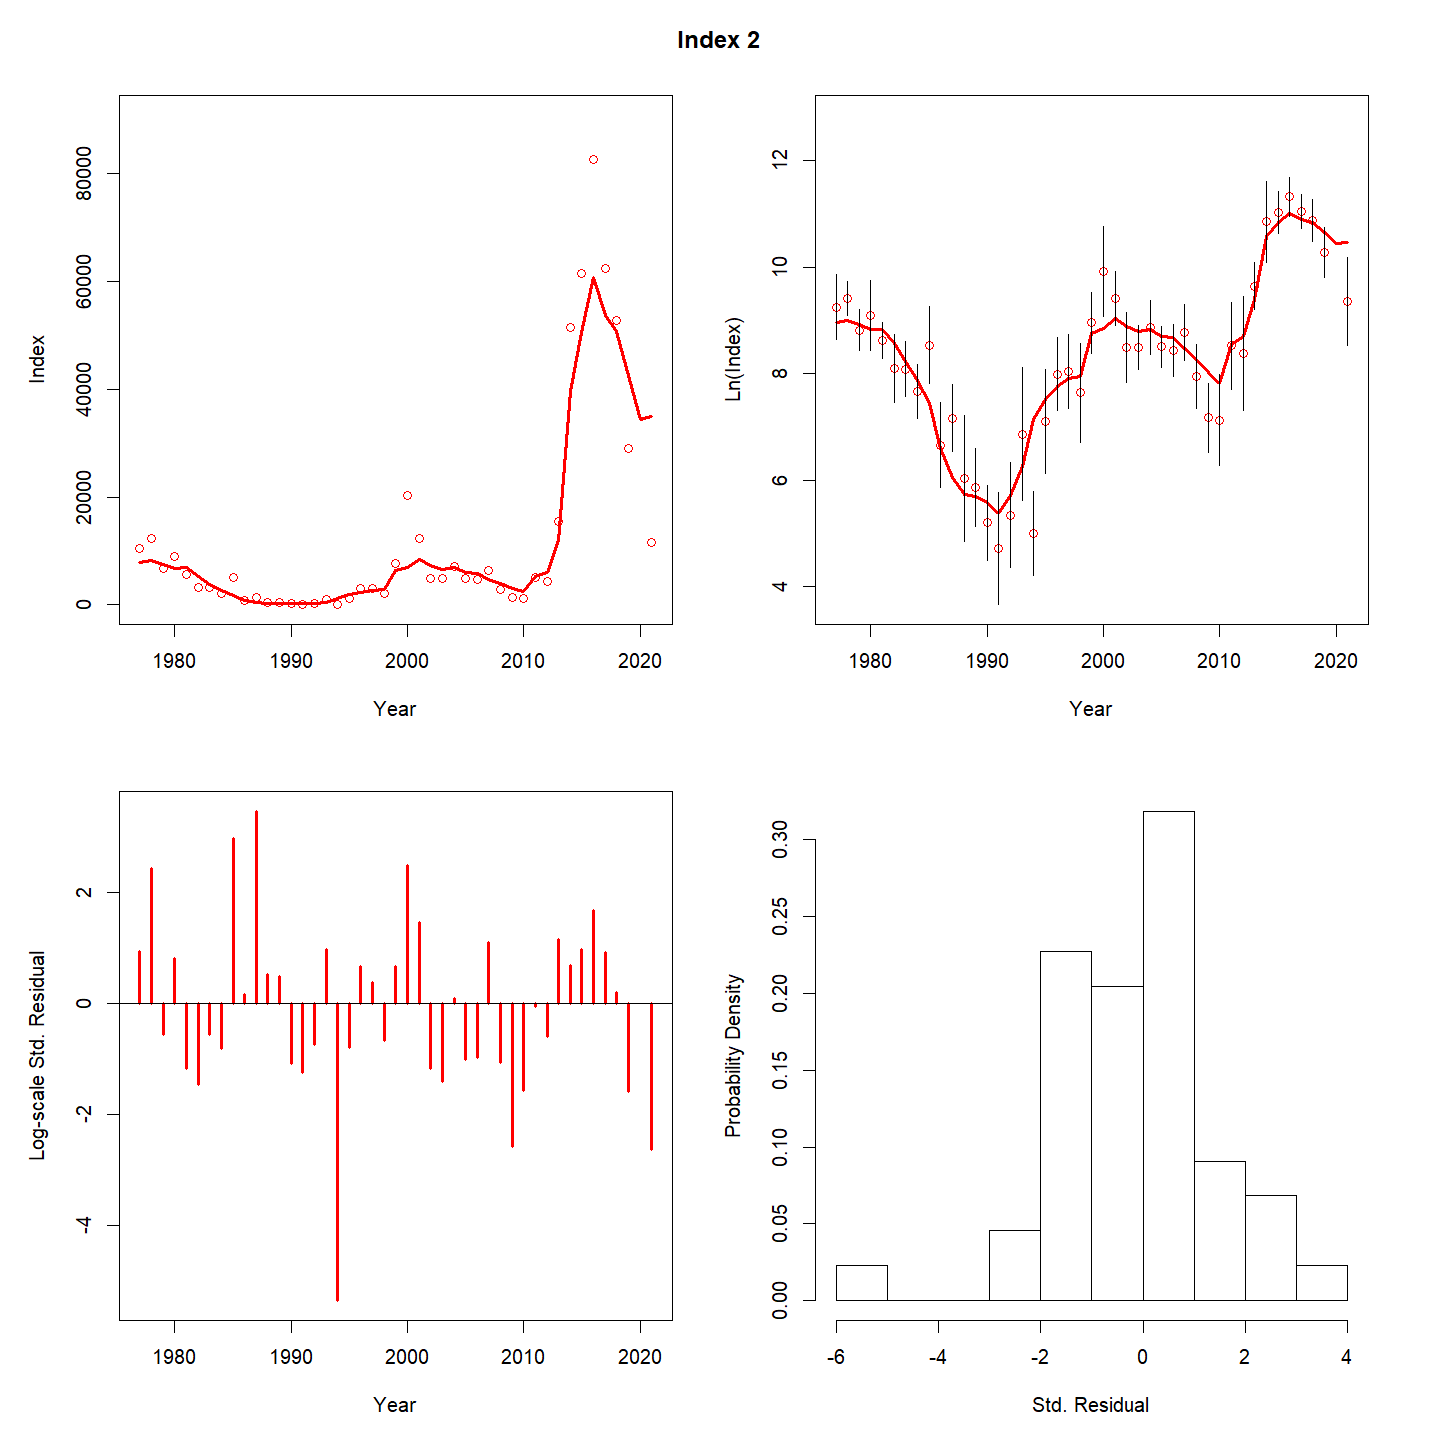 Index 2
Index
0 20000 40000 60000 80000
1980 1990 2000 2010 2020
Year
Ln(Index)
4 6 8 10 12
1980 1990 2000 2010 2020
Year
Log-scale Std. Residual
-4 -2 0 2
1980 1990 2000 2010 2020
Year
Probability Density
0.00 0.05 0.10 0.15 0.20 0.25 0.30
-6 -4 -2 0 2 4
Std. Residual